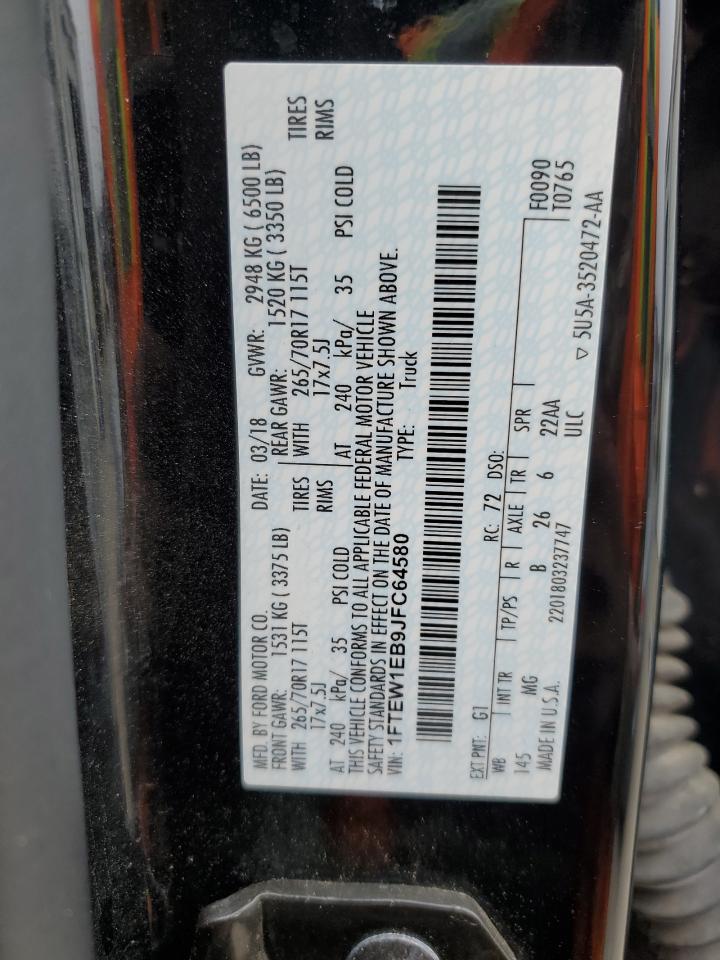 MFD. BY FORD MOTOR CO. DATE: 03/18 GVWR: 2948 KG ( 6500 LB)
FRONT GAWR: 1531 KG ( 3375 LB) REAR GAWR: 1520 KG ( 3350 LB)
WITH 265/70R17 115T TIRES WITH 265/70R17 115T TIRES
17x7.5J RIMS 17x7.5J RIMS
AT 240 kPa/ 35 PSI COLD AT 240 kPa/ 35 PSI COLD
THIS VEHICLE CONFORMS TO ALL APPLICABLE FEDERAL MOTOR VEHICLE
SAFETY STANDARDS IN EFFECT ON THE DATE OF MANUFACTURE SHOWN ABOVE.
VIN: 1FTEW1EB9JFC64580 TYPE: Truck
EXT PNT: G1 RC: 72 DSO: F0090
WB INT TR TP/PS R AXLE TR SPR T0765
145 MG B 26 6 22AA
MADE IN U.S.A. 2201803237747 ULC ▽ 5U5A-3520472-AA